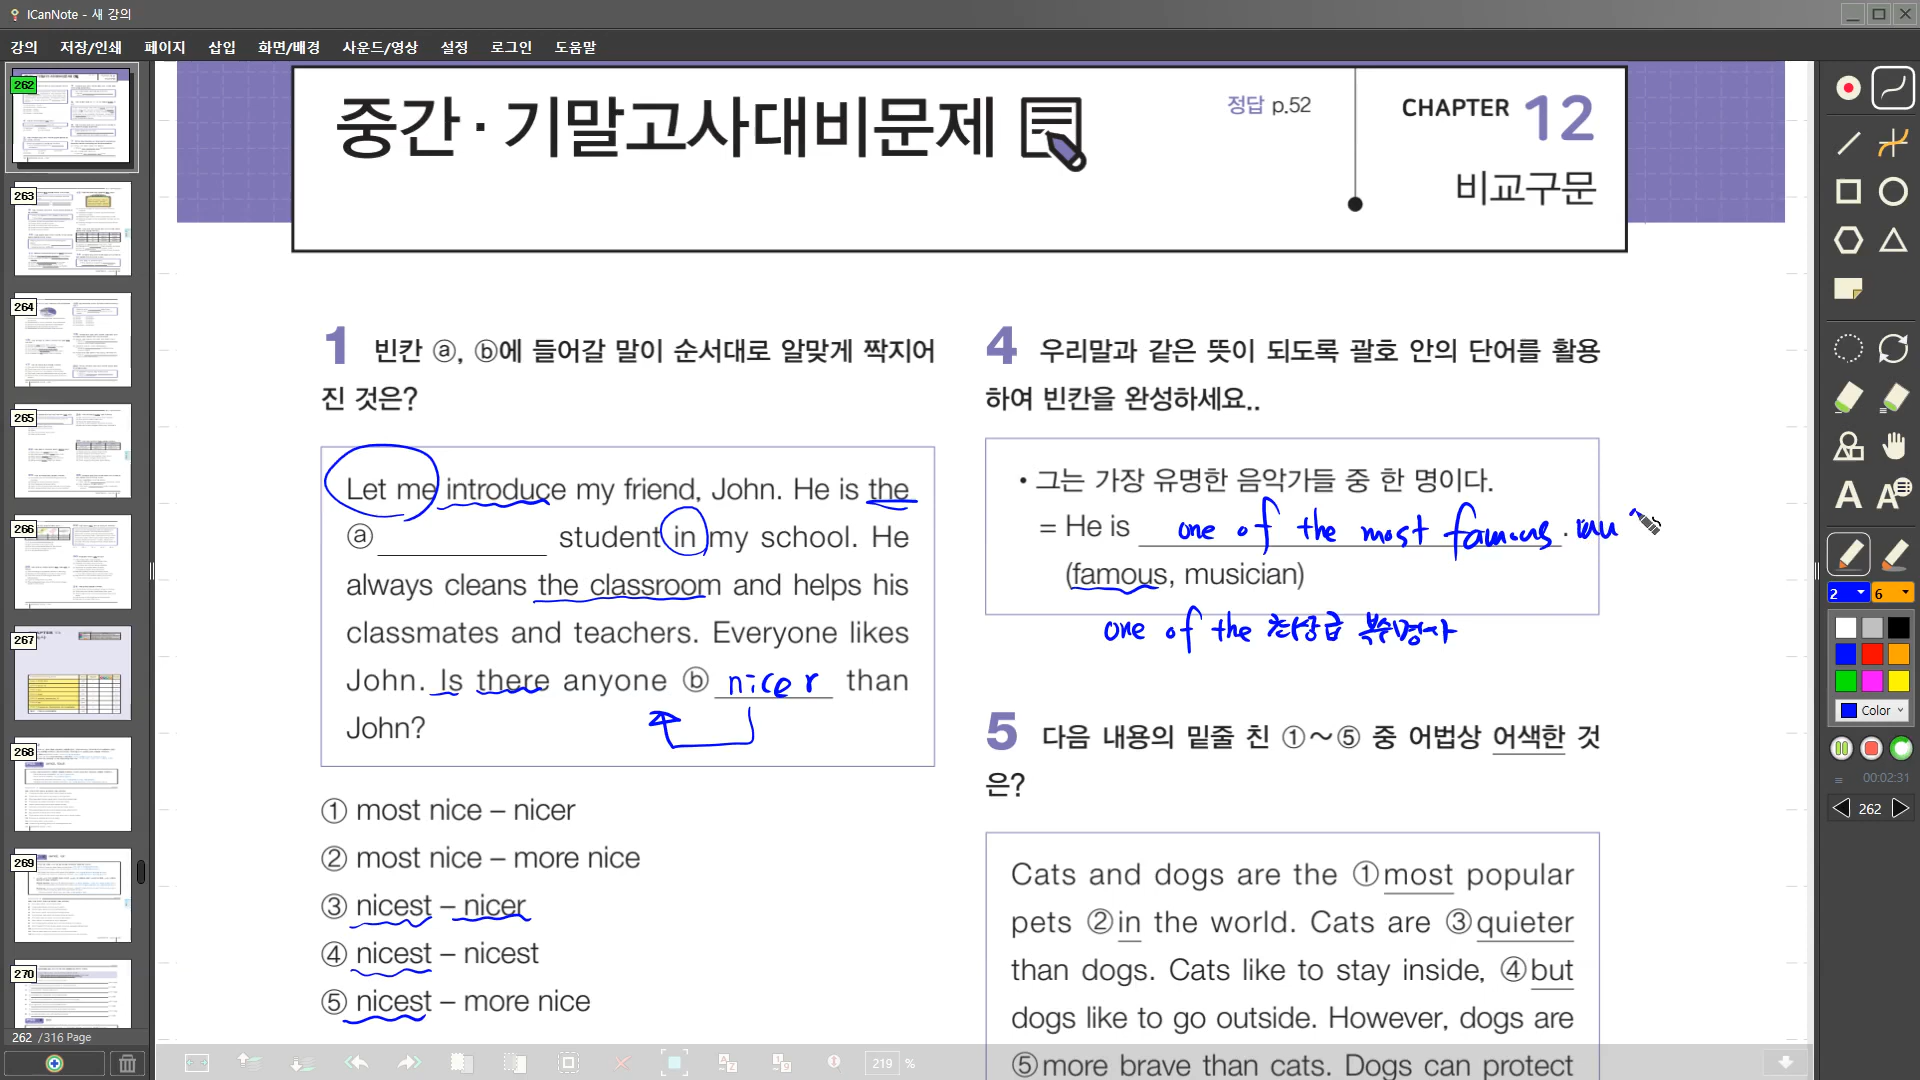 ICanNote - 새 강의
강의 저장/인쇄 페이지 삽입 화면/배경 사운드/영상 설정 로그인 도움말
262
263
264
265
266
267
268
269
270
262 /316 Page
중간·기말고사대비문제
정답 p.52
CHAPTER 12
비교구문
1 빈칸 ⓐ, ⓑ에 들어갈 말이 순서대로 알맞게 짝지어
진 것은?
Let me introduce my friend, John. He is the
ⓐ__________ student in my school. He
always cleans the classroom and helps his
classmates and teachers. Everyone likes
John. Is there anyone ⓑ nicer than
John?
① most nice – nicer
② most nice – more nice
③ nicest – nicer
④ nicest – nicest
⑤ nicest – more nice
4 우리말과 같은 뜻이 되도록 괄호 안의 단어를 활용
하여 빈칸을 완성하세요..
• 그는 가장 유명한 음악가들 중 한 명이다.
= He is one of the most famous .
(famous, musician)
one of the 최상급 복수명사
5 다음 내용의 밑줄 친 ①～⑤ 중 어법상 어색한 것
은?
Cats and dogs are the ①most popular
pets ②in the world. Cats are ③quieter
than dogs. Cats like to stay inside, ④but
dogs like to go outside. However, dogs are
⑤more brave than cats. Dogs can protect
2 6
Color
00:02:31
262
219 %